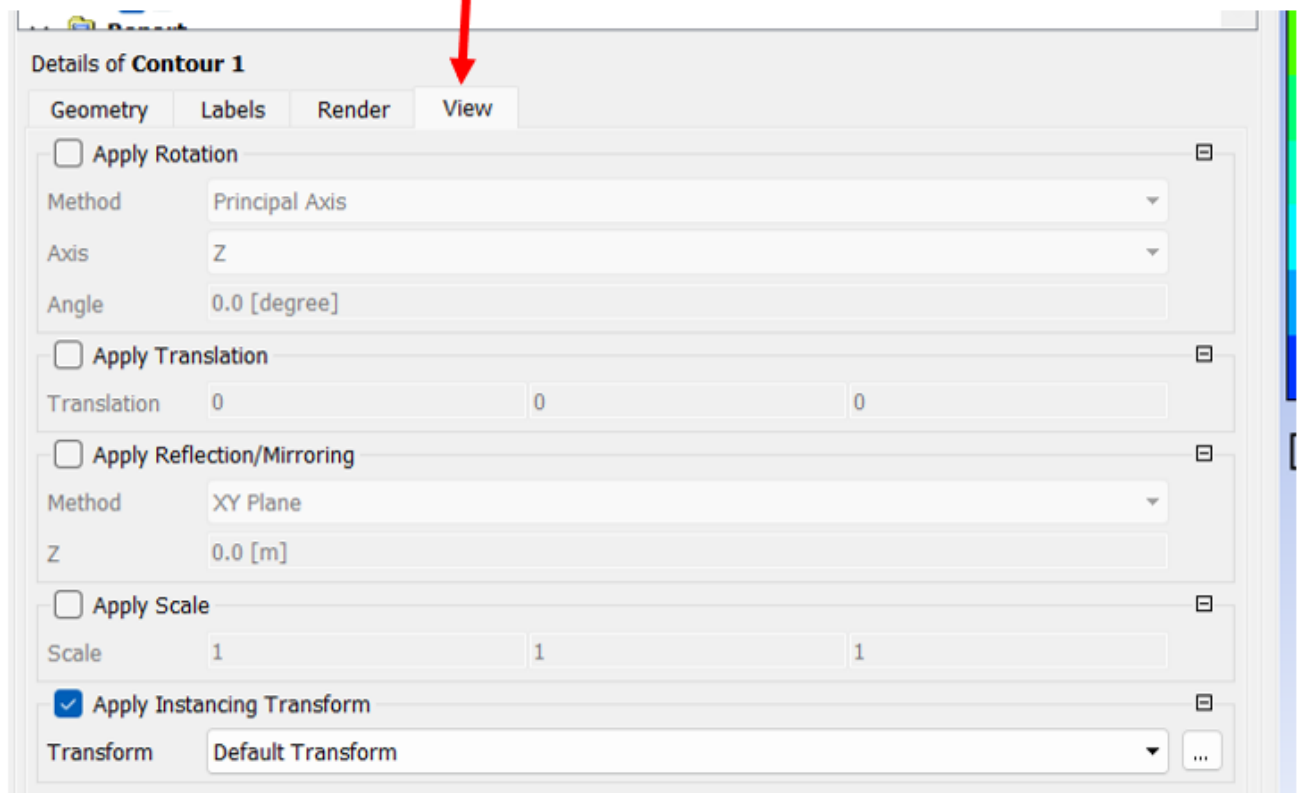 Report
Details of Contour 1
Geometry Labels Render View
Apply Rotation
Method Principal Axis
Axis Z
Angle 0.0 [degree]
Apply Translation
Translation 0 0 0
Apply Reflection/Mirroring
Method XY Plane
Z 0.0 [m]
Apply Scale
Scale 1 1 1
Apply Instancing Transform
Transform Default Transform ...
[